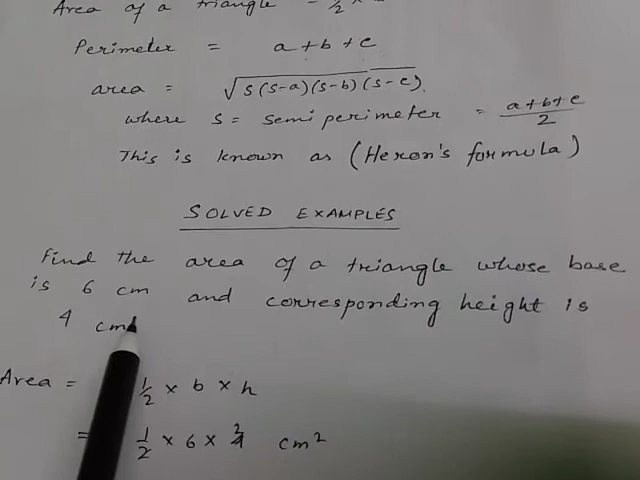 Area of a triangle = 1/2 ×
Perimeter = a+b+c
area = √s(s-a)(s-b)(s-c)
where s = semi perimeter = a+b+c/2
This is known as (Heron's formula)
SOLVED EXAMPLES
Find the area of a triangle whose base
is 6 cm and corresponding height is
4 cm
Area = 1/2 × b × h
= 1/2 × 6 × 4 2 cm²